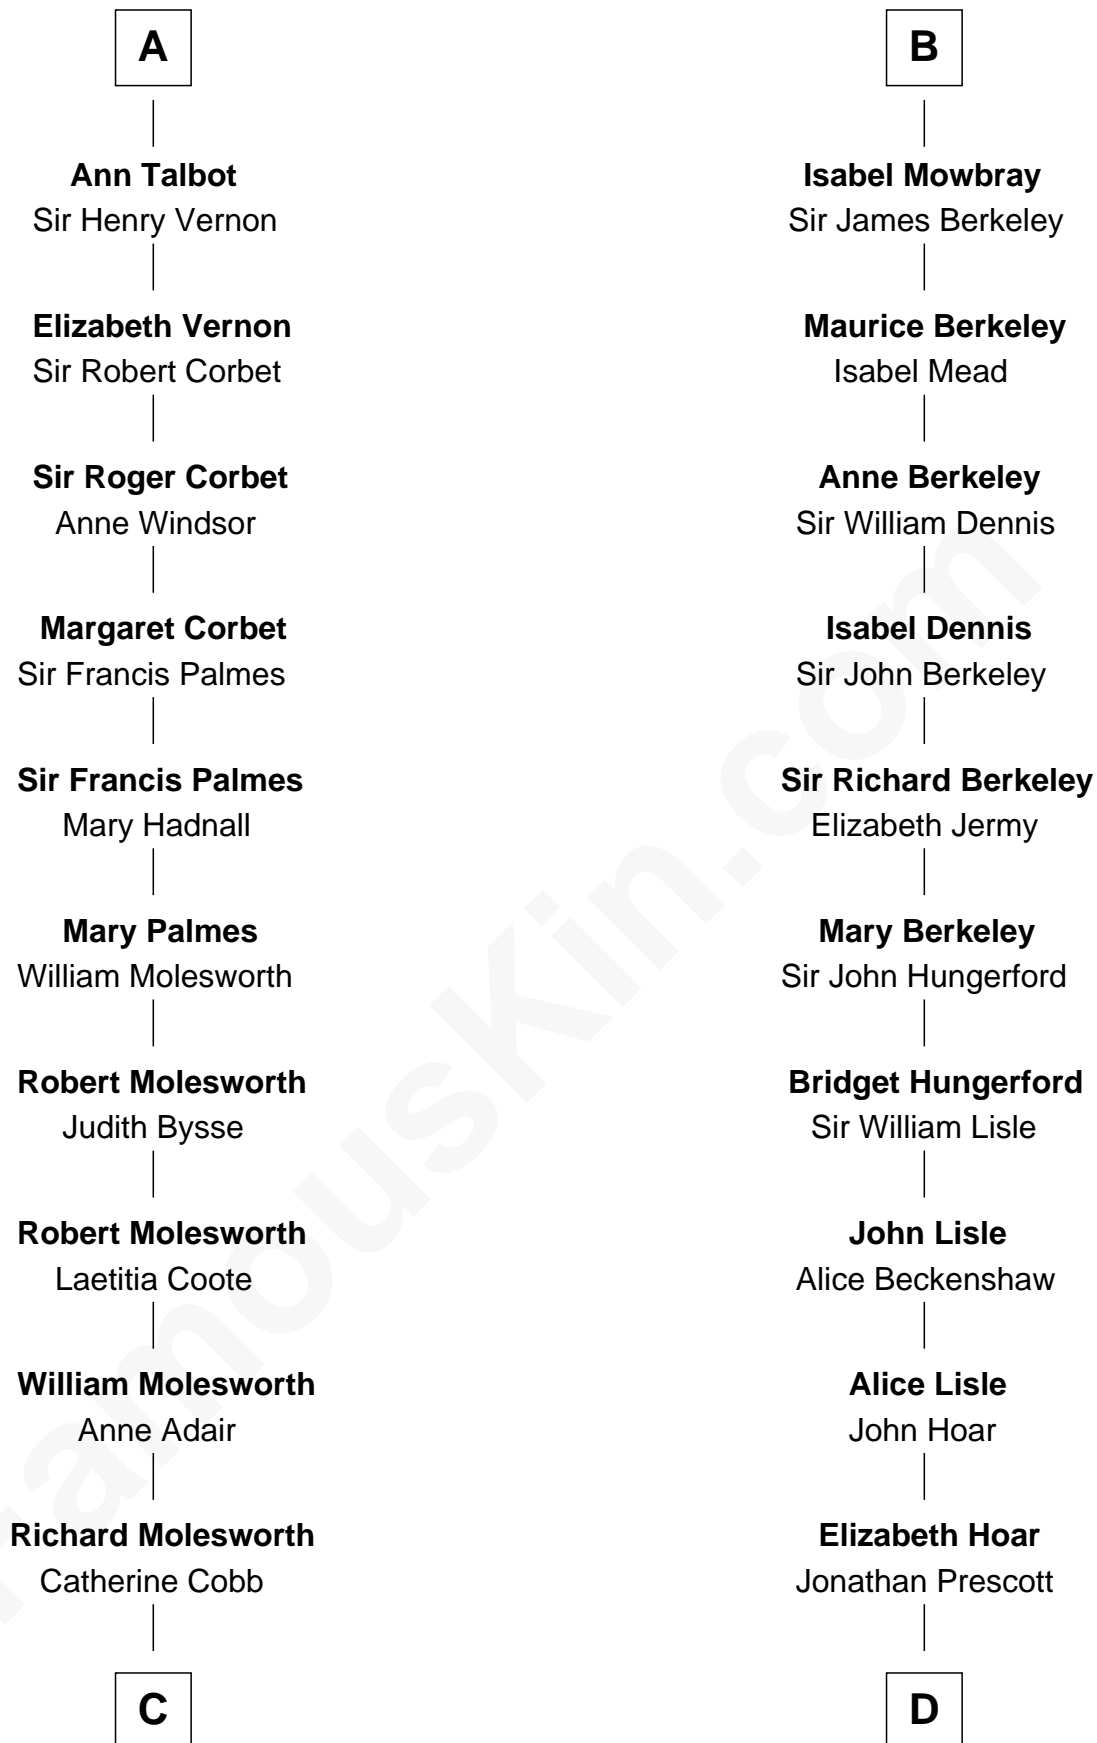 A
Ann Talbot
Sir Henry Vernon
Elizabeth Vernon
Sir Robert Corbet
Sir Roger Corbet
Anne Windsor
Margaret Corbet
Sir Francis Palmes
Sir Francis Palmes
Mary Hadnall
Mary Palmes
William Molesworth
Robert Molesworth
Judith Bysse
Robert Molesworth
Laetitia Coote
William Molesworth
Anne Adair
Richard Molesworth
Catherine Cobb
C
B
Isabel Mowbray
Sir James Berkeley
Maurice Berkeley
Isabel Mead
Anne Berkeley
Sir William Dennis
Isabel Dennis
Sir John Berkeley
Sir Richard Berkeley
Elizabeth Jermy
Mary Berkeley
Sir John Hungerford
Bridget Hungerford
Sir William Lisle
John Lisle
Alice Beckenshaw
Alice Lisle
John Hoar
Elizabeth Hoar
Jonathan Prescott
D
FamousKin.com